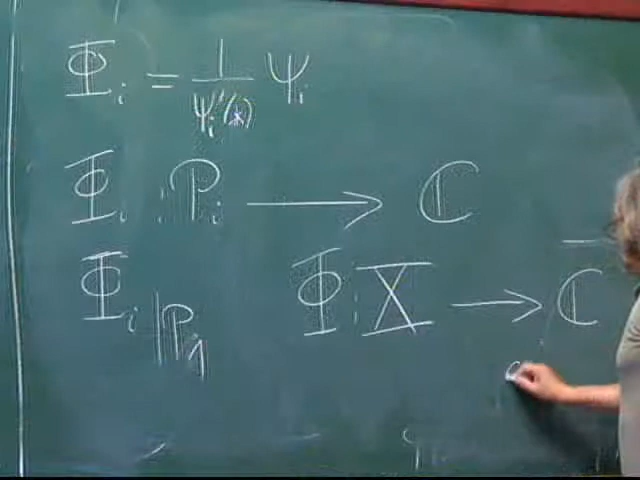 Φᵢ = 1/ψᵢ'(*) ψᵢ
Φᵢ : ℙᵢ ⟶ ℂ
Φᵢ|ℙ₁ Φ : X ⟶ ℂ